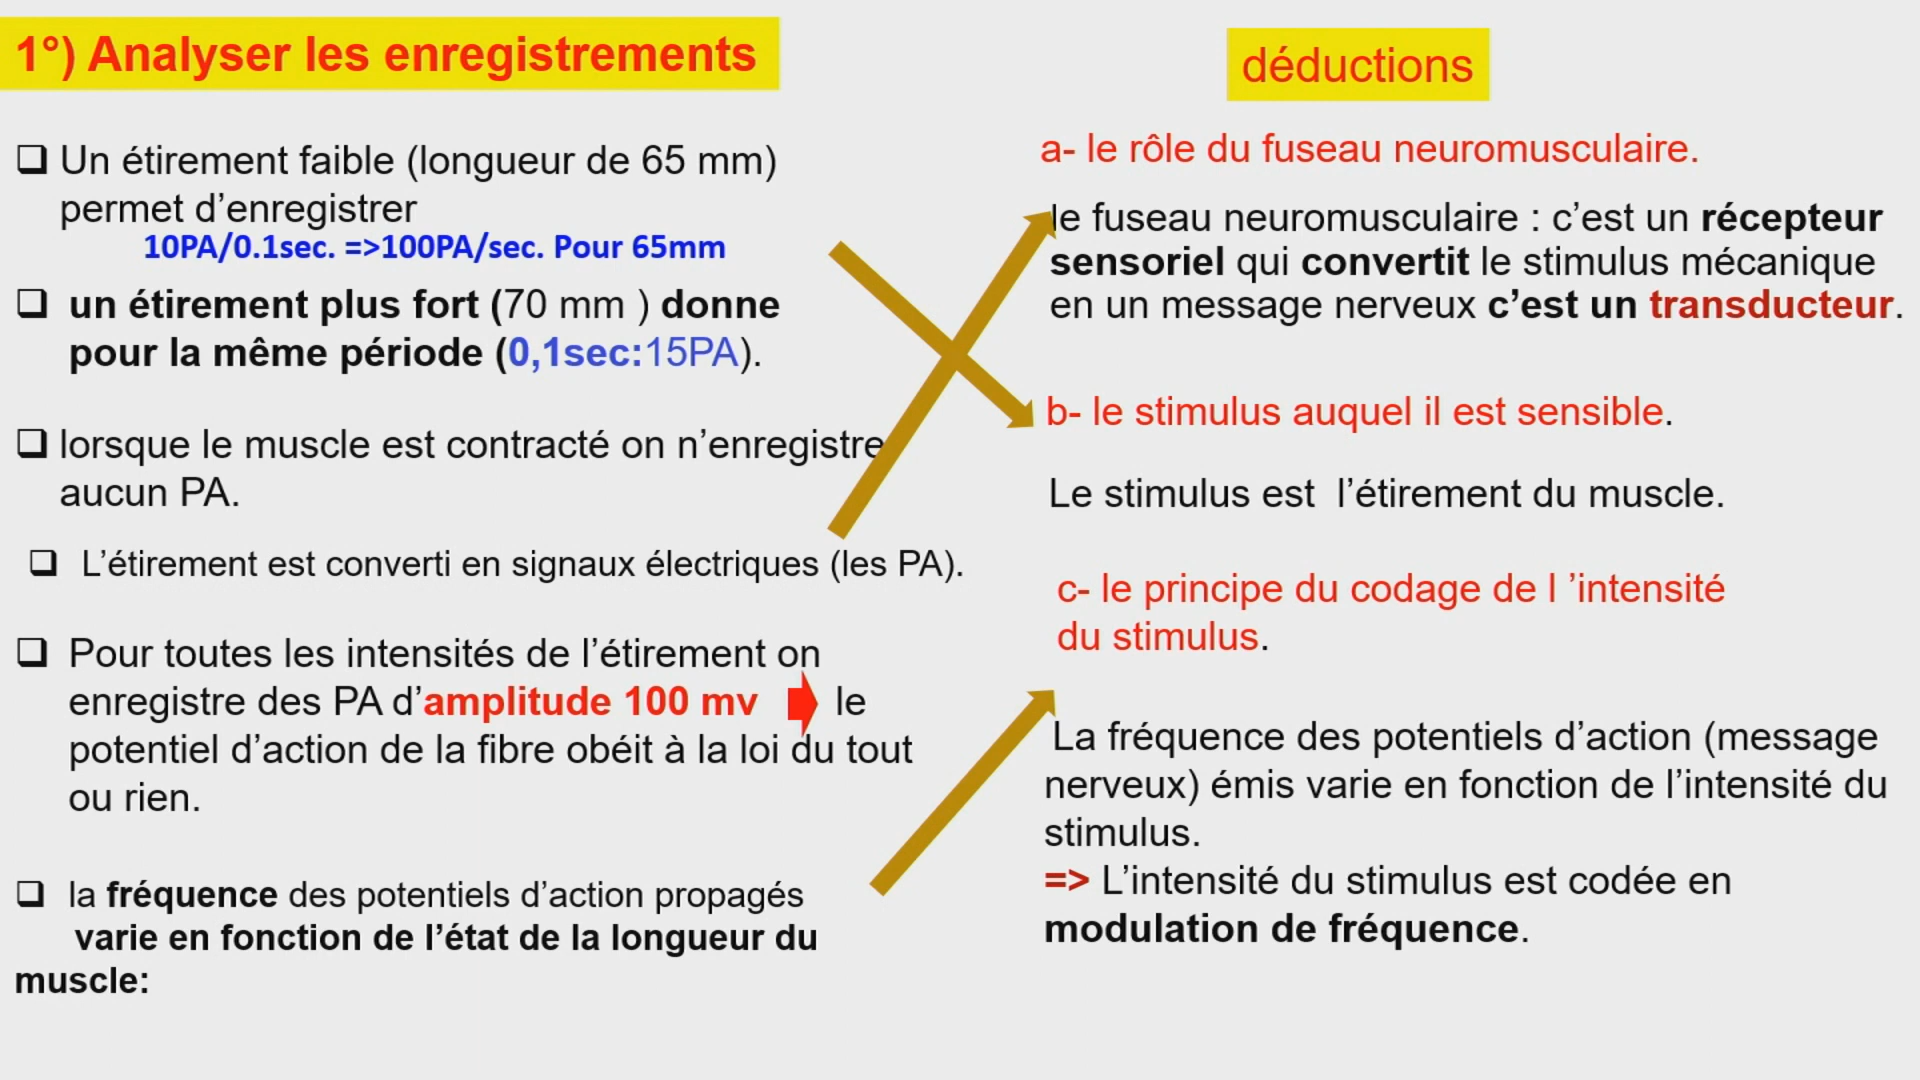 1°) Analyser les enregistrements
❑ Un étirement faible (longueur de 65 mm)
permet d’enregistrer
10PA/0.1sec. =>100PA/sec. Pour 65mm
❑ un étirement plus fort (70 mm ) donne
pour la même période (0,1sec:15PA).
❑ lorsque le muscle est contracté on n’enregistre
aucun PA.
❑ L’étirement est converti en signaux électriques (les PA).
❑ Pour toutes les intensités de l’étirement on
enregistre des PA d’amplitude 100 mv le
potentiel d’action de la fibre obéit à la loi du tout
ou rien.
❑ la fréquence des potentiels d’action propagés
varie en fonction de l’état de la longueur du
muscle:
déductions
a- le rôle du fuseau neuromusculaire.
le fuseau neuromusculaire : c’est un récepteur
sensoriel qui convertit le stimulus mécanique
en un message nerveux c’est un transducteur.
b- le stimulus auquel il est sensible.
Le stimulus est l’étirement du muscle.
c- le principe du codage de l ’intensité
du stimulus.
La fréquence des potentiels d’action (message
nerveux) émis varie en fonction de l’intensité du
stimulus.
=> L’intensité du stimulus est codée en
modulation de fréquence.